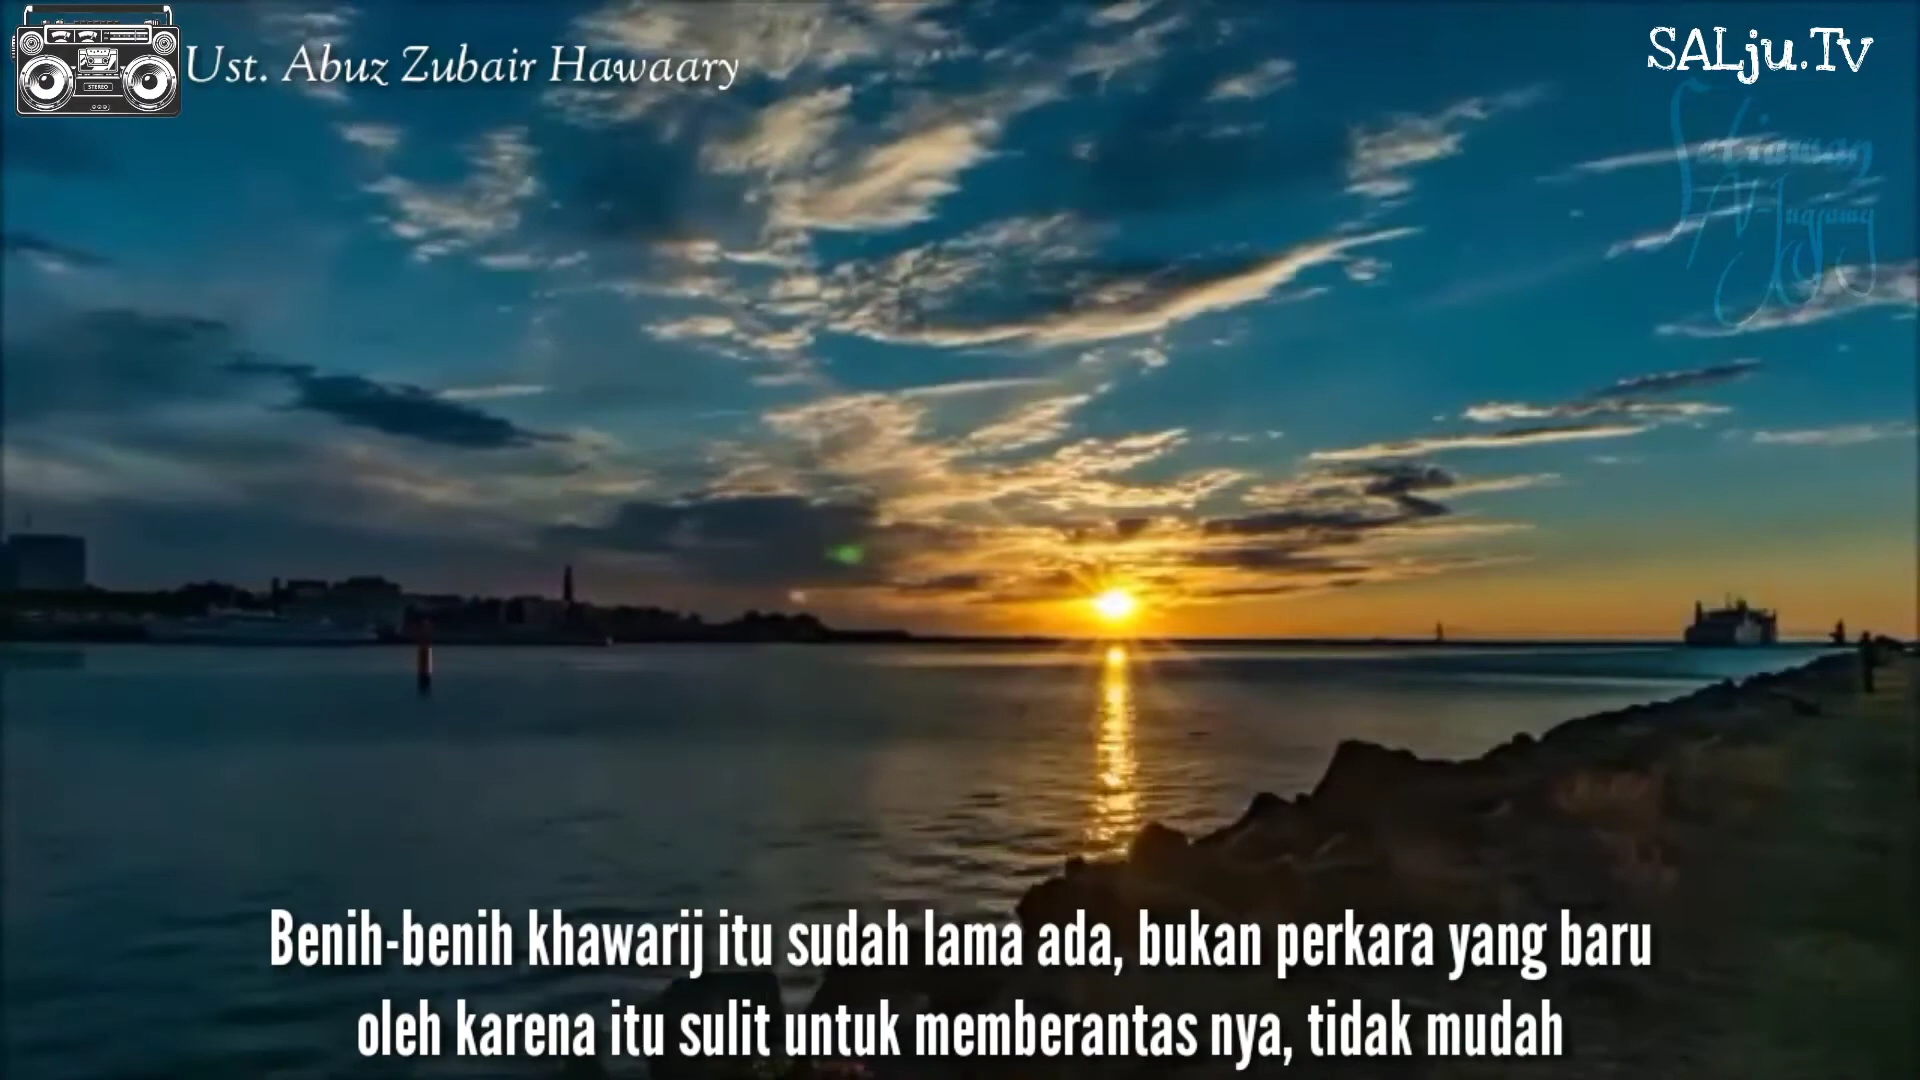 Ust. Abuz Zubair Hawaary
SALju.Tv
STEREO
Benih-benih khawarij itu sudah lama ada, bukan perkara yang baru
oleh karena itu sulit untuk memberantas nya, tidak mudah